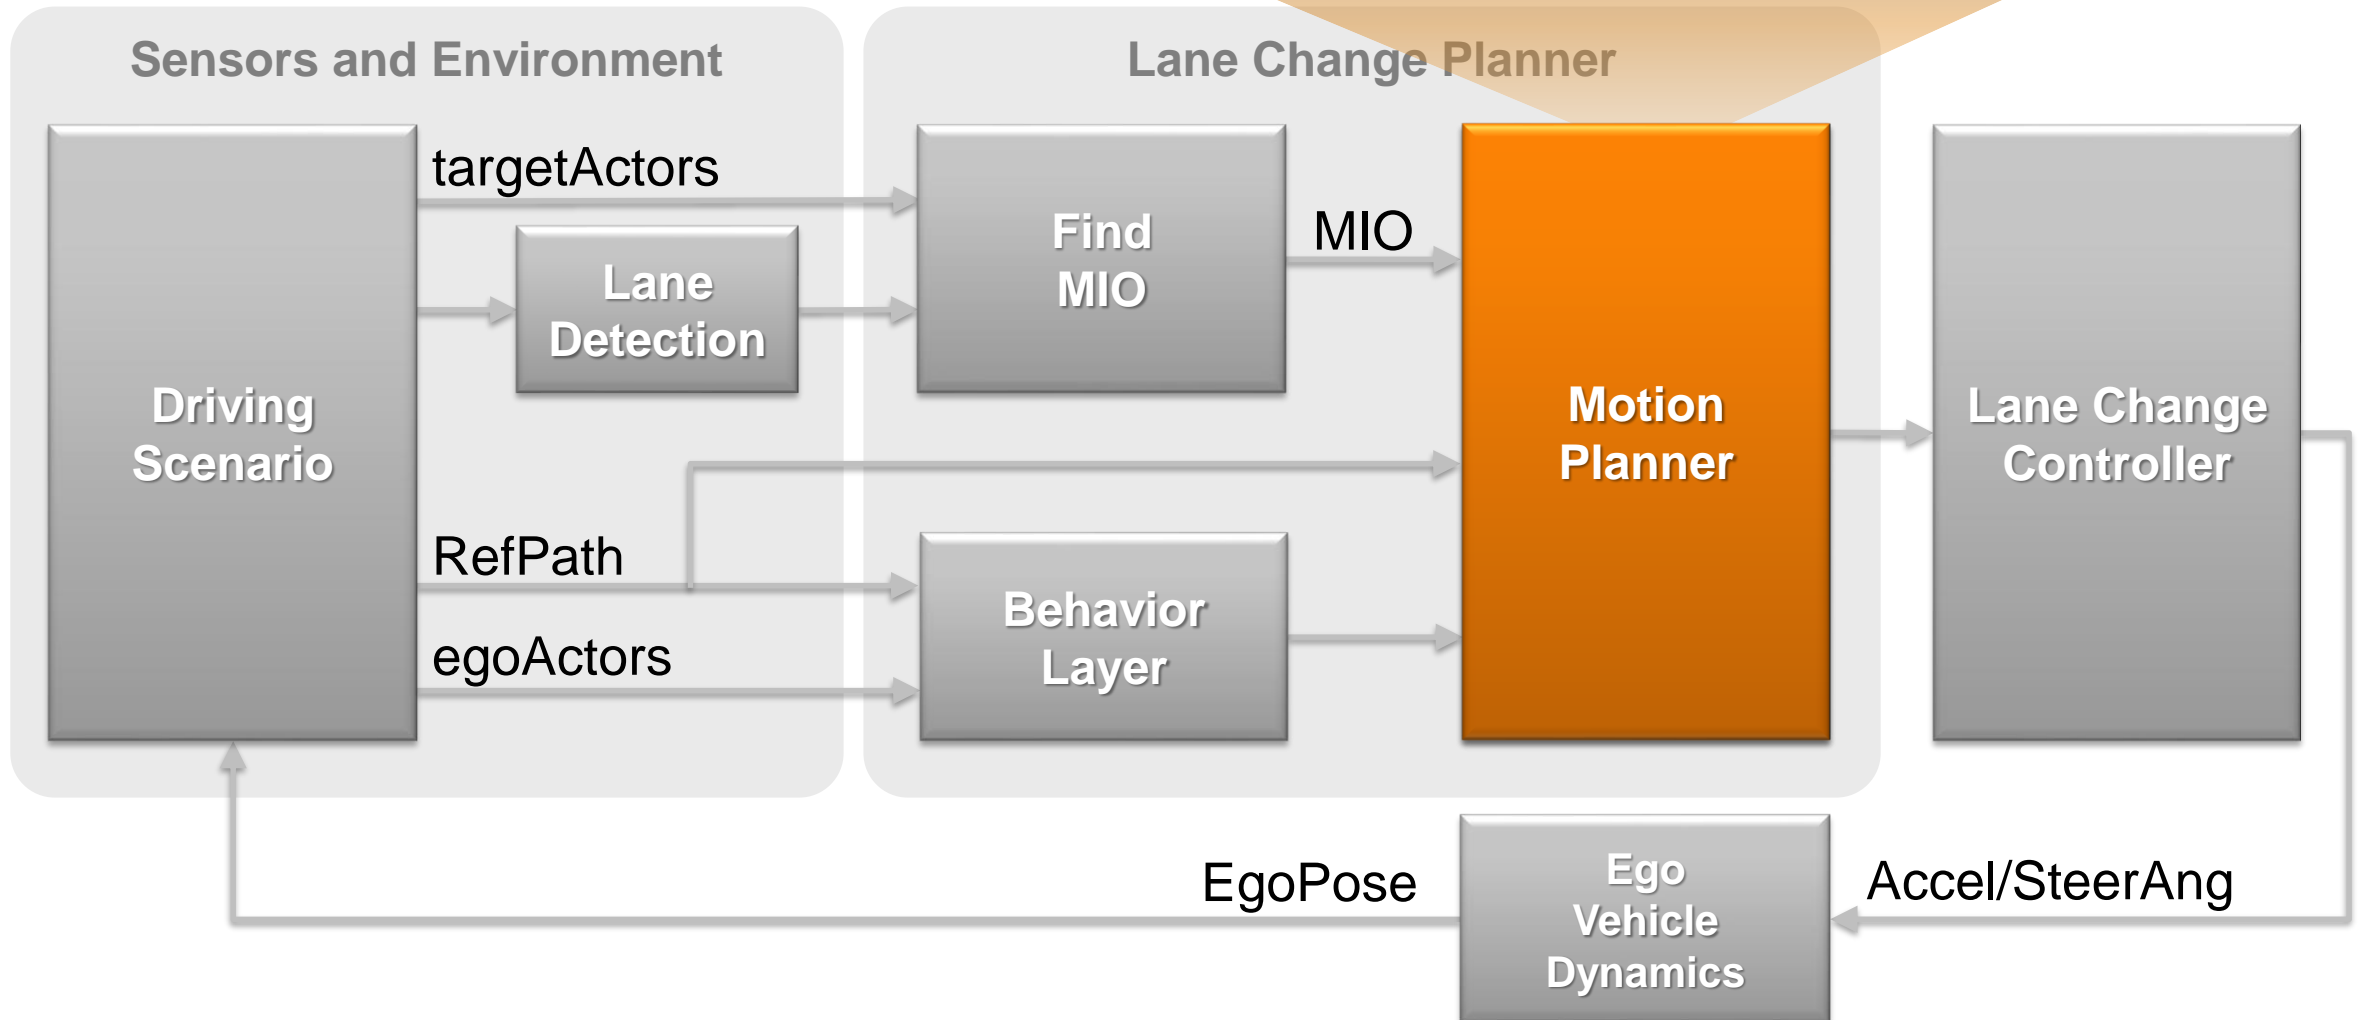 Sensors and Environment
Lane Change Planner
targetActors
Lane
Detection
Driving
Scenario
RefPath
egoActors
Find
MIO
MIO
Behavior
Layer
Motion
Planner
Lane Change
Controller
EgoPose
Ego
Vehicle
Dynamics
Accel/SteerAng